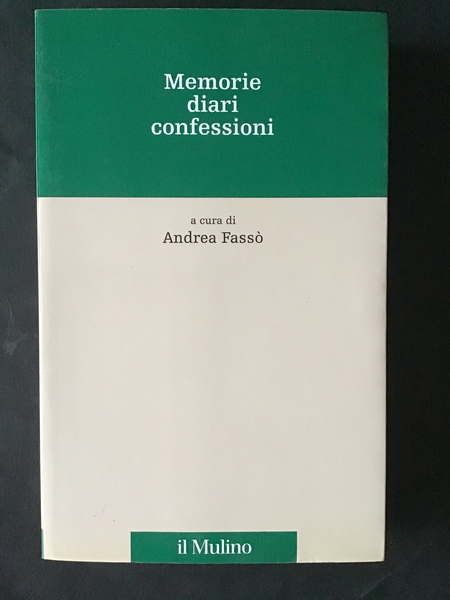 Memorie
diari
confessioni
a cura di
Andrea Fassò
il Mulino